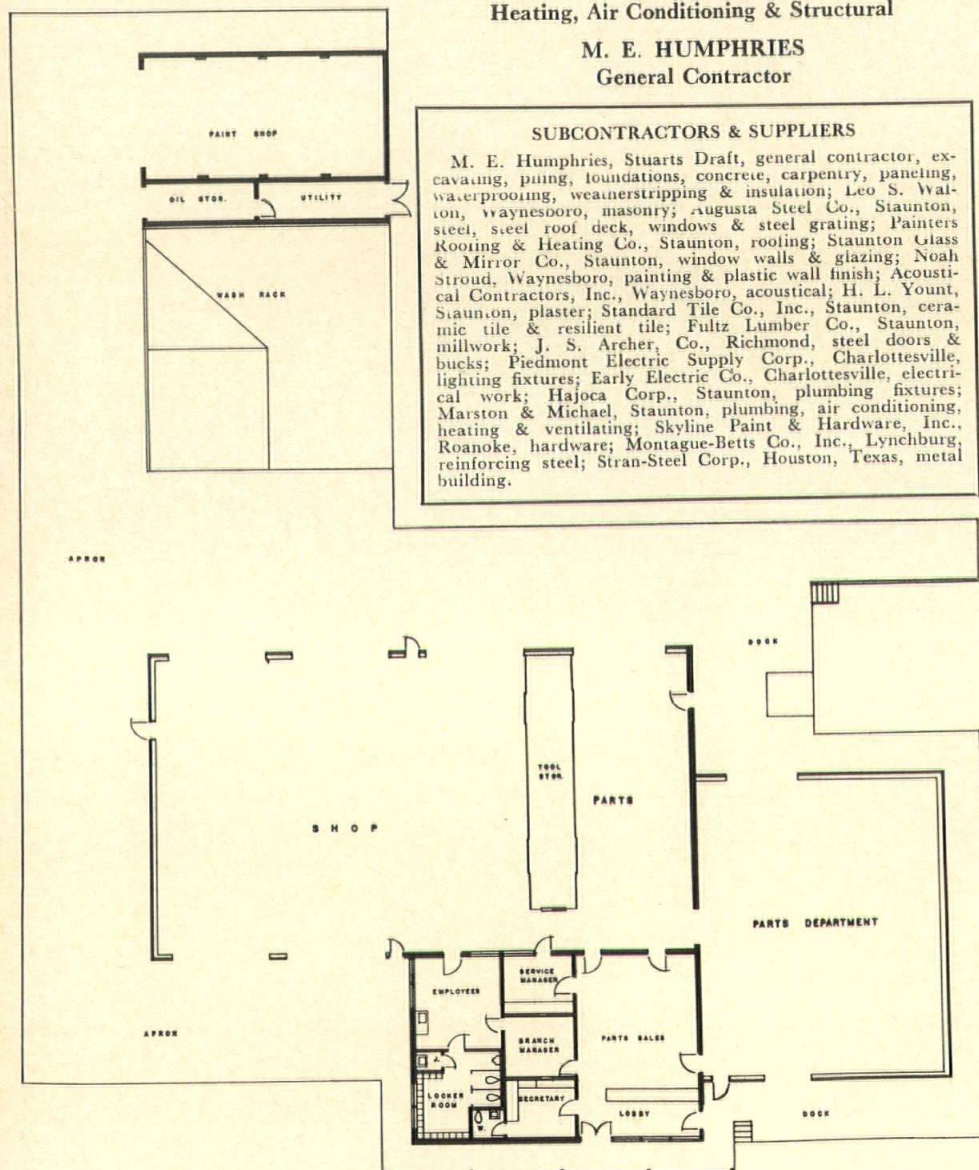 Heating, Air Conditioning & Structural
M. E. HUMPHRIES
General Contractor
SUBCONTRACTORS & SUPPLIERS
M. E. Humphries, Stuarts Draft, general contractor, ex-
cavating, piling, foundations, concrete, carpentry, paneling,
waterproofing, weatherstripping & insulation; Leo S. Wal-
ton, Waynesboro, masonry; Augusta Steel Co., Staunton,
steel, steel roof deck, windows & steel grating; Painters
Roofing & Heating Co., Staunton, roofing; Staunton Glass
& Mirror Co., Staunton, window walls & glazing; Noah
Stroud, Waynesboro, painting & plastic wall finish; Acousti-
cal Contractors, Inc., Waynesboro, acoustical; H. L. Yount,
Staunton, plaster; Standard Tile Co., Inc., Staunton, cera-
mic tile & resilient tile; Fultz Lumber Co., Staunton,
millwork; J. S. Archer, Co., Richmond, steel doors &
bucks; Piedmont Electric Supply Corp., Charlottesville,
lighting fixtures; Early Electric Co., Charlottesville, electri-
cal work; Hajoca Corp., Staunton, plumbing fixtures;
Marston & Michael, Staunton, plumbing, air conditioning,
heating & ventilating; Skyline Paint & Hardware, Inc.,
Roanoke, hardware; Montague-Betts Co., Inc., Lynchburg,
reinforcing steel; Stran-Steel Corp., Houston, Texas, metal
building.
PAINT SHOP
OIL STOR.
UTILITY
WASH RACK
APRON
DOCK
TOOL
STOR.
PARTS
SHOP
PARTS DEPARTMENT
EMPLOYEES
SERVICE
MANAGER
BRANCH
MANAGER
PARTS SALES
APRON
J.
LOCKER
ROOM
SECRETARY
W.
LOBBY
DOCK